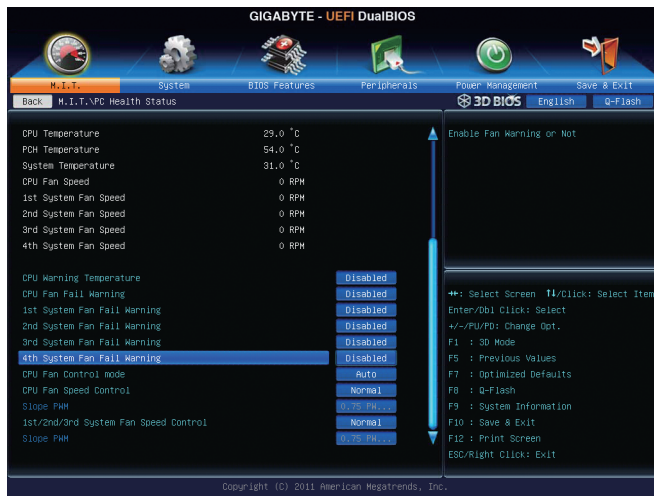 GIGABYTE - UEFI DualBIOS
M.I.T. System BIOS Features Peripherals Power Management Save & Exit
Back M.I.T.\PC Health Status 3D BIOS English Q-Flash
CPU Temperature 29.0 °C
PCH Temperature 54.0 °C
System Temperature 31.0 °C
CPU Fan Speed 0 RPM
1st System Fan Speed 0 RPM
2nd System Fan Speed 0 RPM
3rd System Fan Speed 0 RPM
4th System Fan Speed 0 RPM
CPU Warning Temperature Disabled
CPU Fan Fail Warning Disabled
1st System Fan Fail Warning Disabled
2nd System Fan Fail Warning Disabled
3rd System Fan Fail Warning Disabled
4th System Fan Fail Warning Disabled
CPU Fan Control mode Auto
CPU Fan Speed Control Normal
Slope PWM 0.75 PW...
1st/2nd/3rd System Fan Speed Control Normal
Slope PWM 0.75 PW...
Enable Fan Warning or Not
→←: Select Screen ↑↓/Click: Select Item
Enter/Dbl Click: Select
+/-/PU/PD: Change Opt.
F1 : 3D Mode
F5 : Previous Values
F7 : Optimized Defaults
F8 : Q-Flash
F9 : System Information
F10 : Save & Exit
F12 : Print Screen
ESC/Right Click: Exit
Copyright (C) 2011 American Megatrends, Inc.